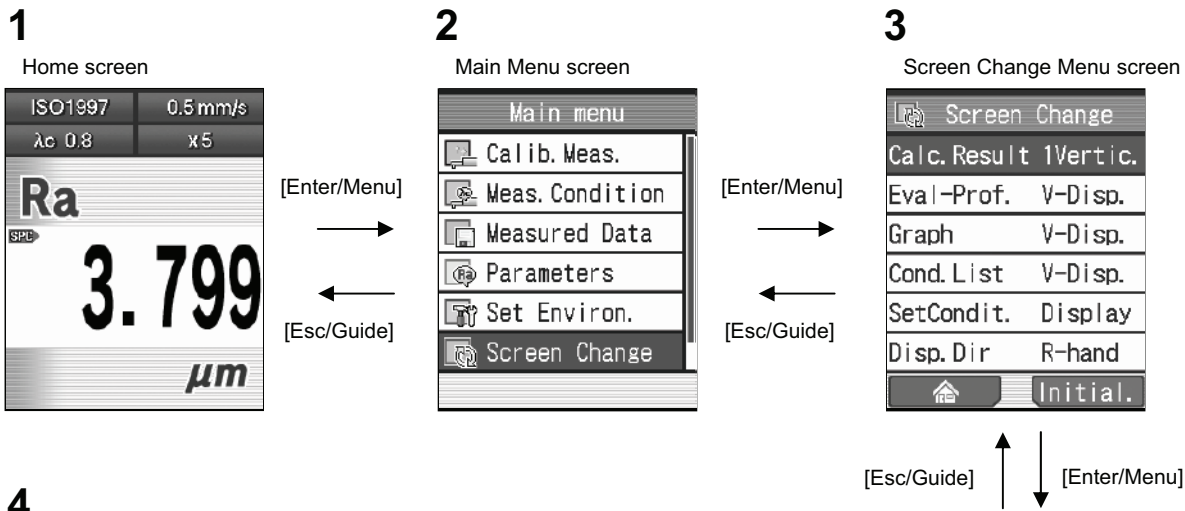 1
Home screen
ISO1997 0.5mm/s
λc 0.8 x5
Ra
SPC
3.799
µm
[Enter/Menu]
[Esc/Guide]
2
Main Menu screen
Main menu
Calib.Meas.
Meas.Condition
Measured Data
Ra Parameters
Set Environ.
Screen Change
[Enter/Menu]
[Esc/Guide]
3
Screen Change Menu screen
Screen Change
Calc.Result 1Vertic.
Eval-Prof. V-Disp.
Graph V-Disp.
Cond.List V-Disp.
SetCondit. Display
Disp.Dir R-hand
Initial.
[Esc/Guide] [Enter/Menu]
4